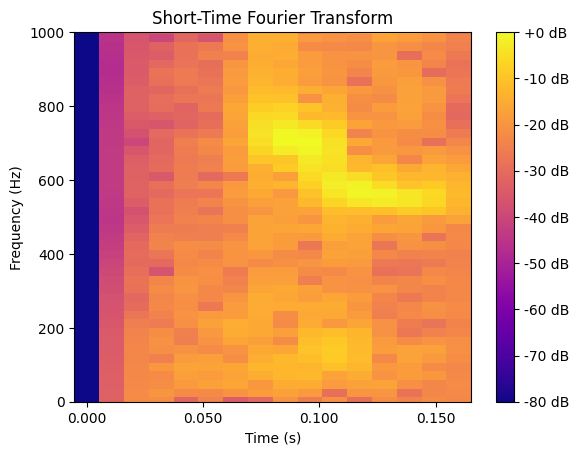 Short-Time Fourier Transform
Frequency (Hz)
1000
800
600
400
200
0
0.000
0.050
0.100
0.150
Time (s)
+0 dB
-10 dB
-20 dB
-30 dB
-40 dB
-50 dB
-60 dB
-70 dB
-80 dB